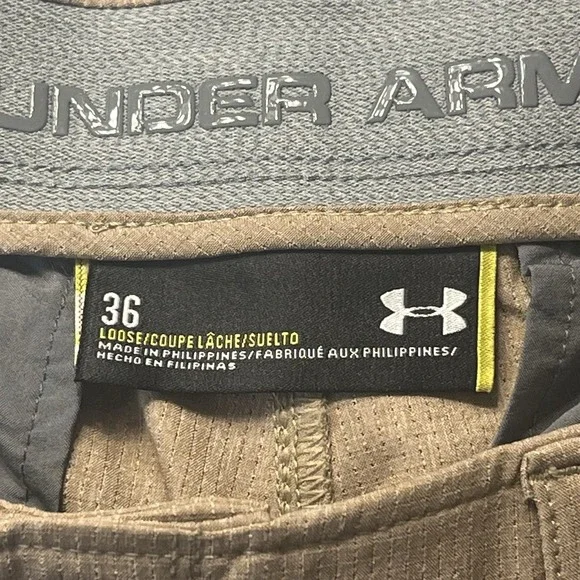 UNDER ARM
36
LOOSE/COUPE LÂCHE/SUELTO
MADE IN PHILIPPINES/FABRIQUÉ AUX PHILIPPINES/
HECHO EN FILIPINAS